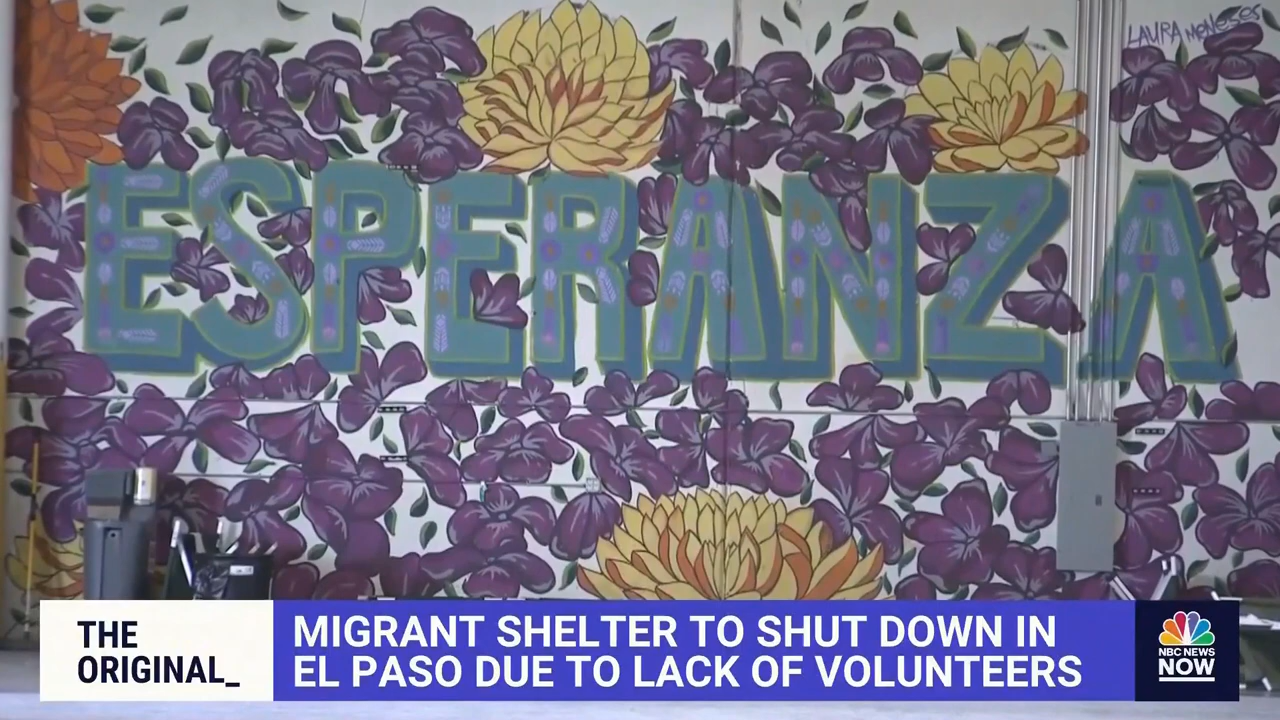 LAURA MENESES
ESPERANZA
THE
ORIGINAL_
MIGRANT SHELTER TO SHUT DOWN IN
EL PASO DUE TO LACK OF VOLUNTEERS
NBC NEWS
NOW